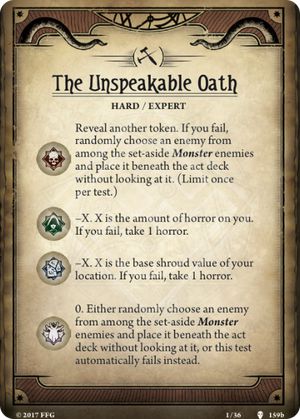 The Unspeakable Oath
HARD / EXPERT
Reveal another token. If you fail,
randomly choose an enemy from
among the set-aside Monster enemies
and place it beneath the act deck
without looking at it. (Limit once
per test.)
–X. X is the amount of horror on you.
If you fail, take 1 horror.
–X. X is the base shroud value of your
location. If you fail, take 1 horror.
0. Either randomly choose an enemy
from among the set-aside Monster
enemies and place it beneath the act
deck without looking at it, or this test
automatically fails instead.
© 2017 FFG 1/36 159b